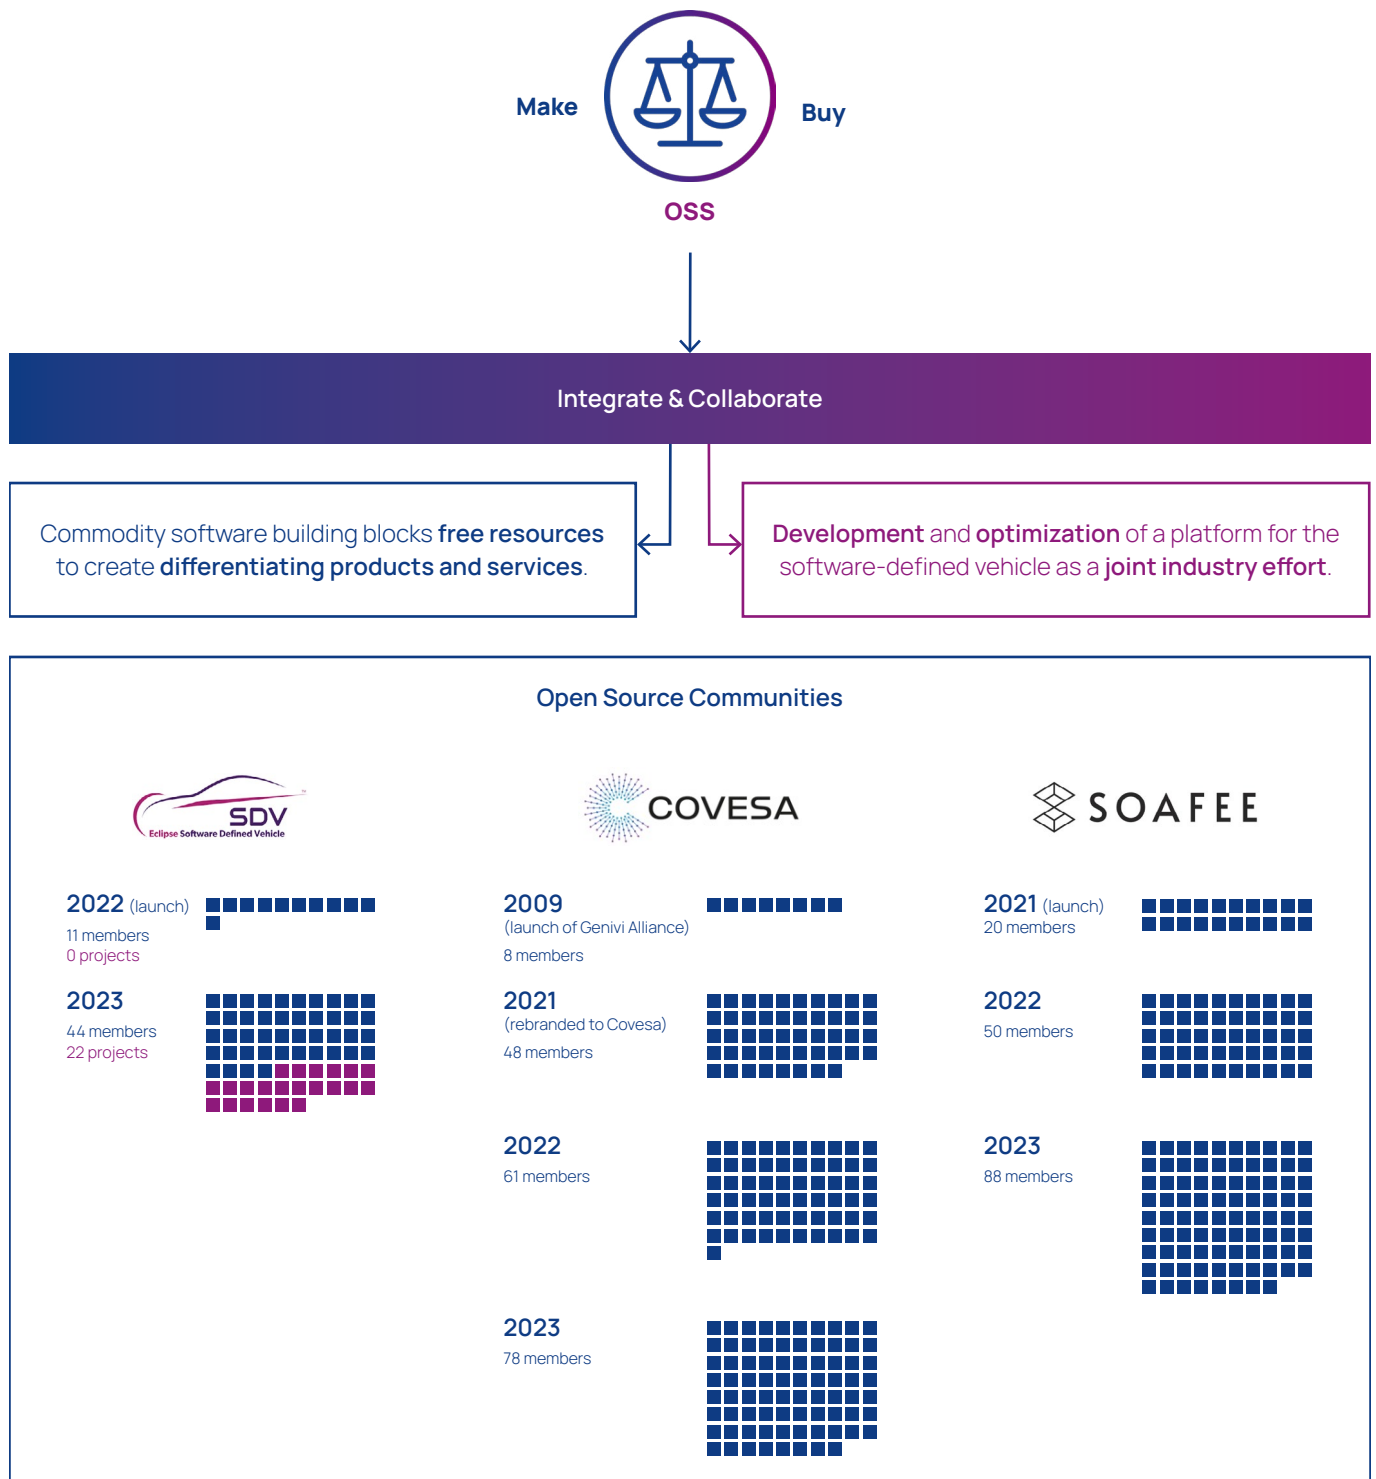 Make
Buy
OSS
Integrate & Collaborate
Commodity software building blocks free resources
to create differentiating products and services.
Development and optimization of a platform for the
software-defined vehicle as a joint industry effort.
Open Source Communities
SDV
Eclipse Software Defined Vehicle
2022 (launch)
11 members
0 projects
2023
44 members
22 projects
COVESA
2009
(launch of Genivi Alliance)
8 members
2021
(rebranded to Covesa)
48 members
2022
61 members
2023
78 members
SOAFEE
2021 (launch)
20 members
2022
50 members
2023
88 members